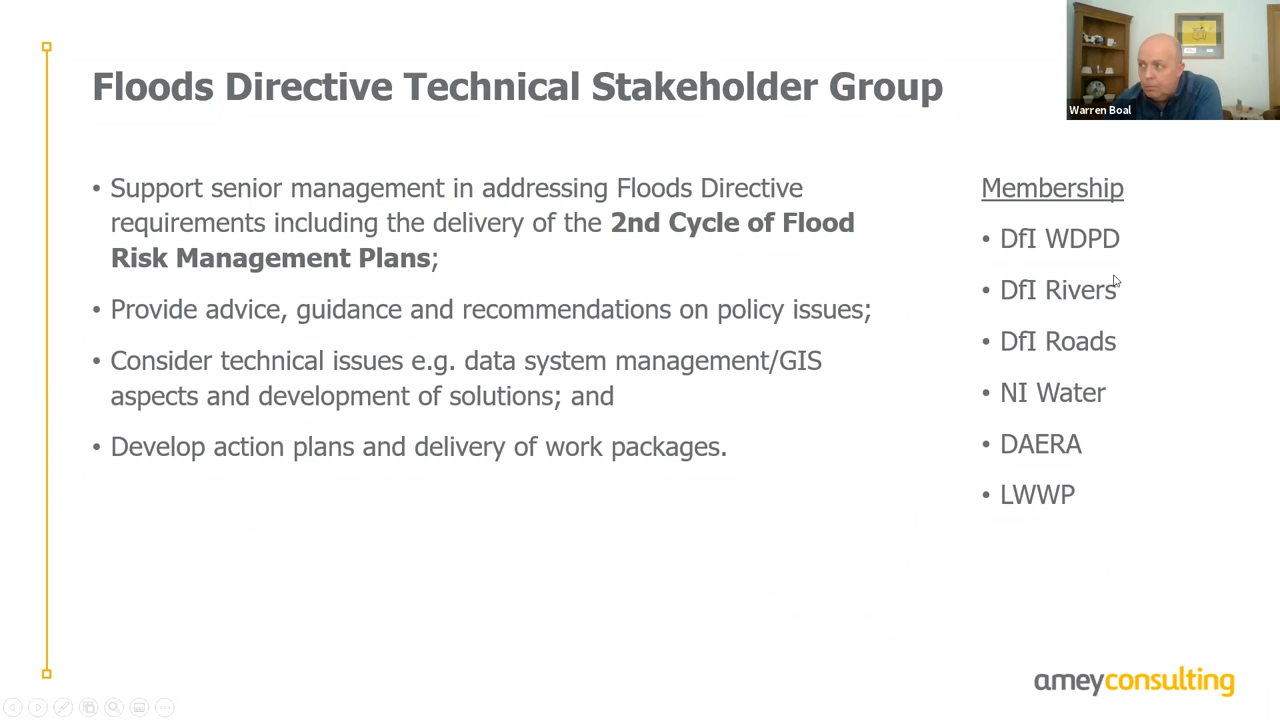 Floods Directive Technical Stakeholder Group
Warren Boal
• Support senior management in addressing Floods Directive
requirements including the delivery of the 2nd Cycle of Flood
Risk Management Plans;
• Provide advice, guidance and recommendations on policy issues;
• Consider technical issues e.g. data system management/GIS
aspects and development of solutions; and
• Develop action plans and delivery of work packages.
Membership
• DfI WDPD
• DfI Rivers
• DfI Roads
• NI Water
• DAERA
• LWWP
ameyconsulting